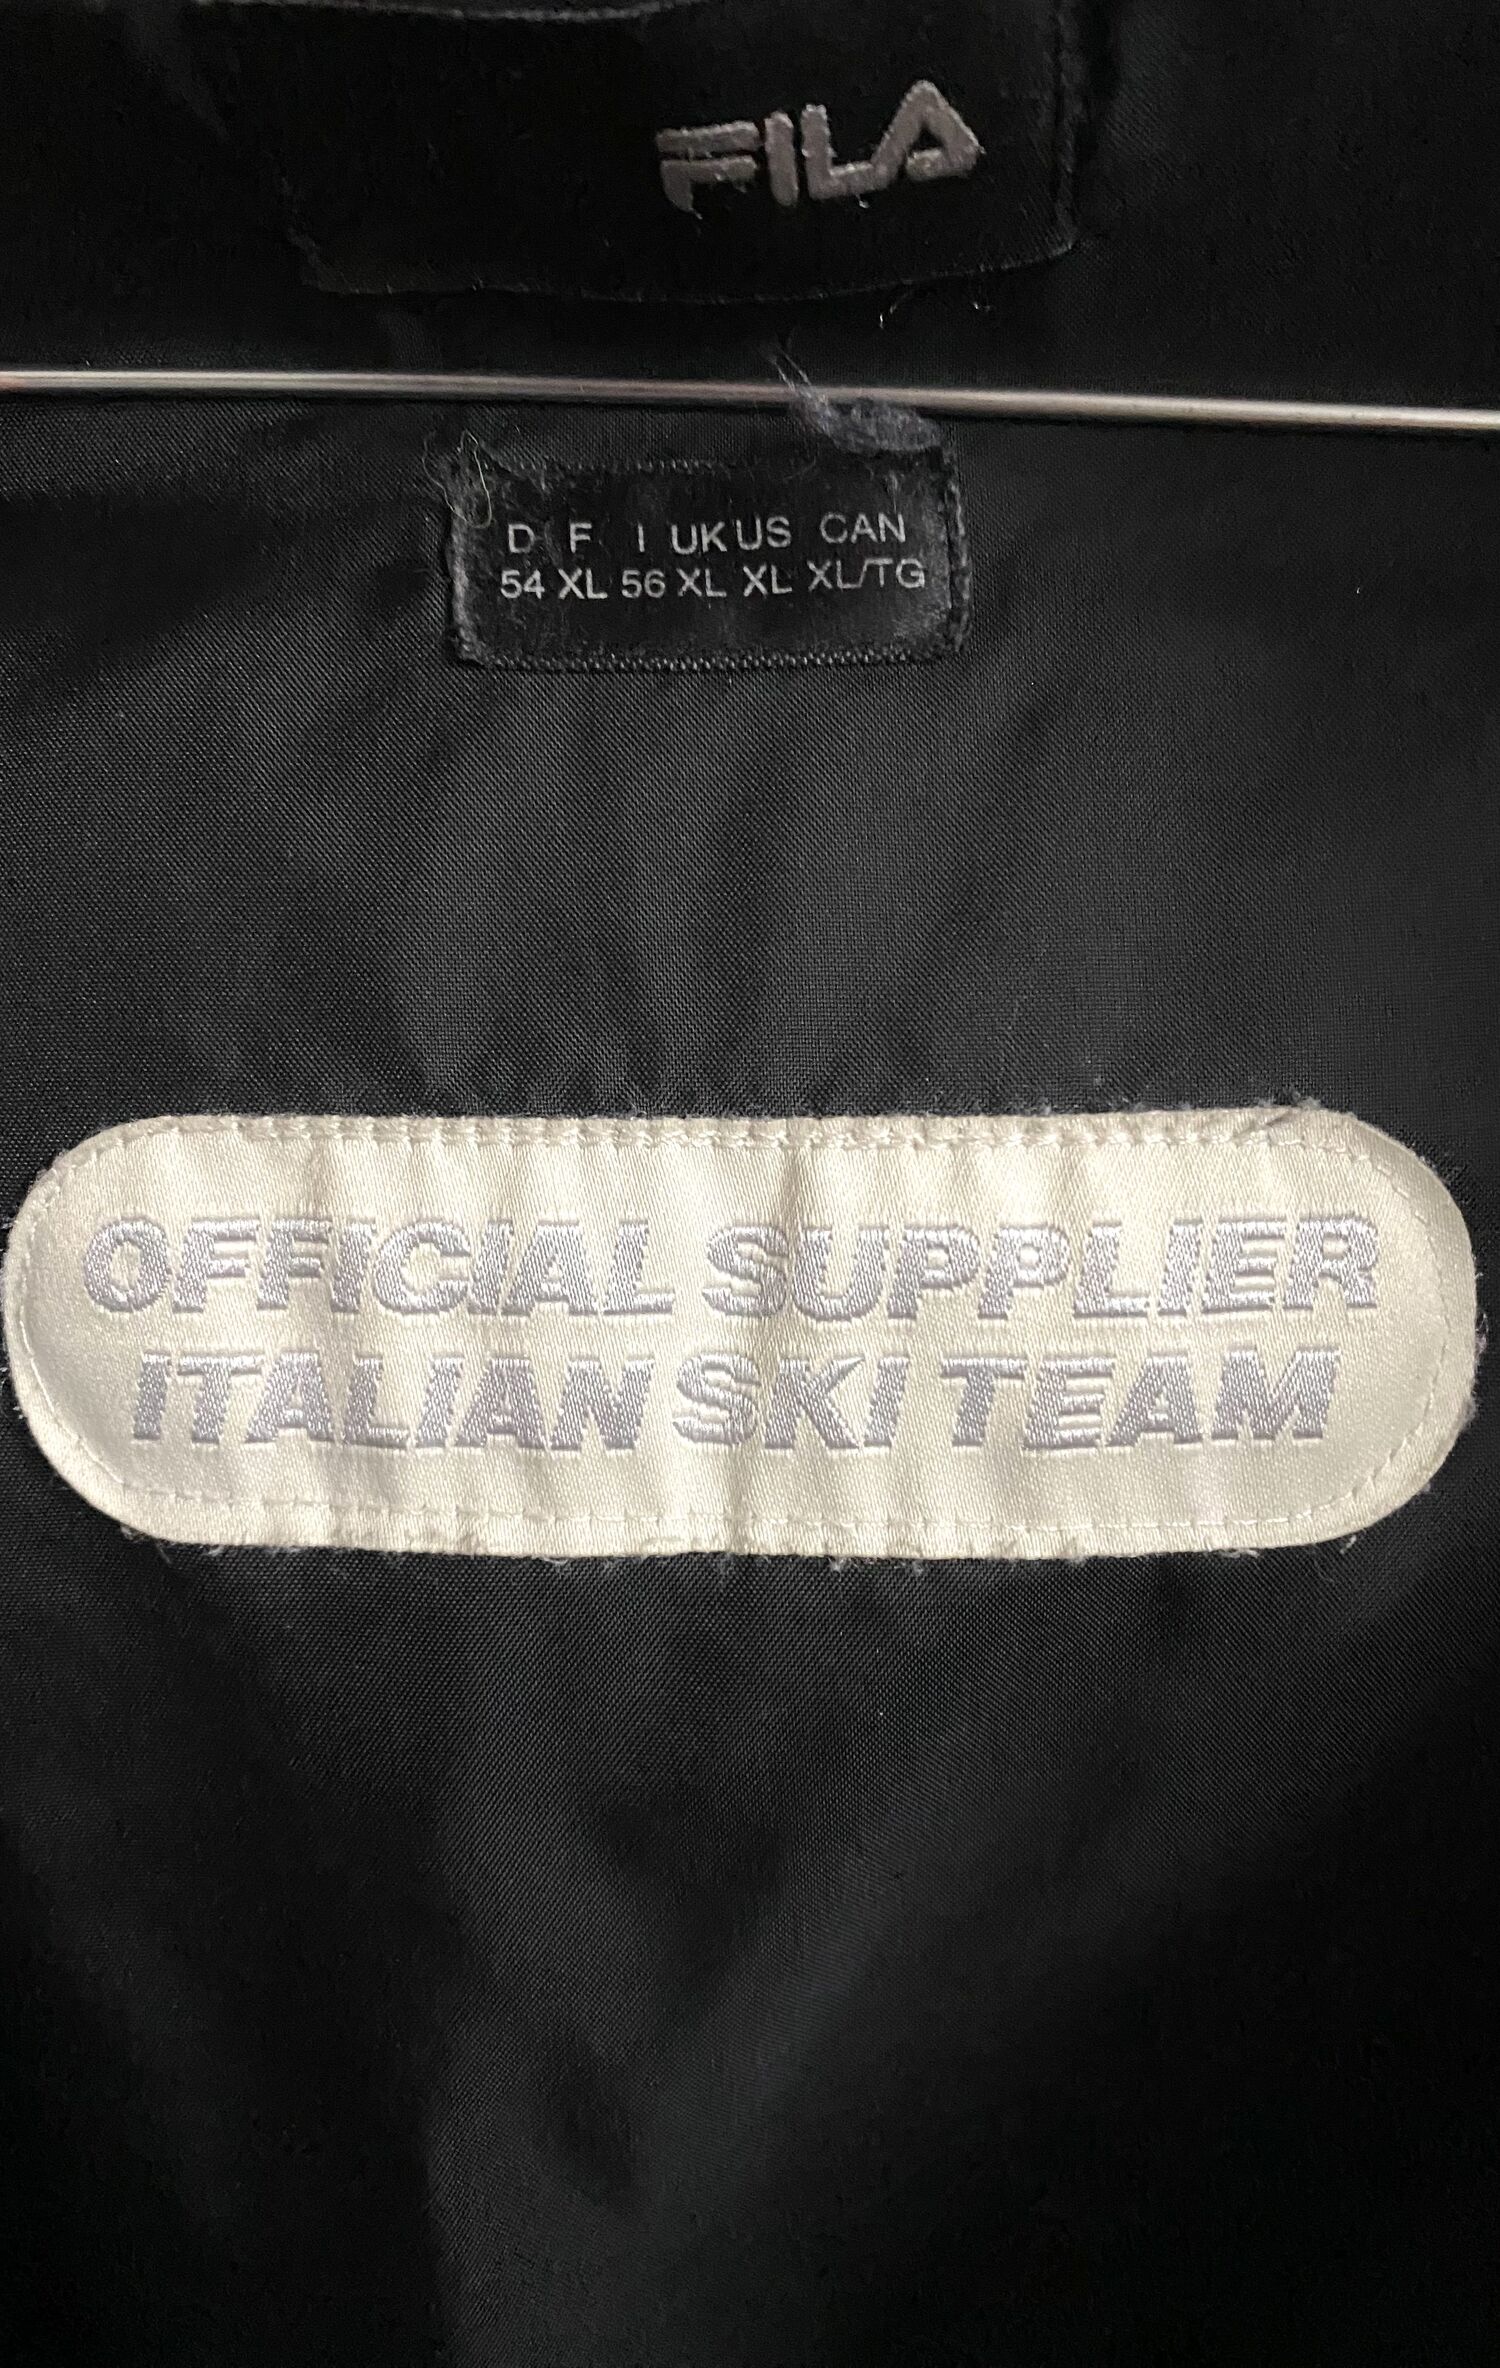 FILA
D F I UK US CAN
54 XL 56 XL XL XL/TG
OFFICIAL SUPPLIER
ITALIAN SKI TEAM